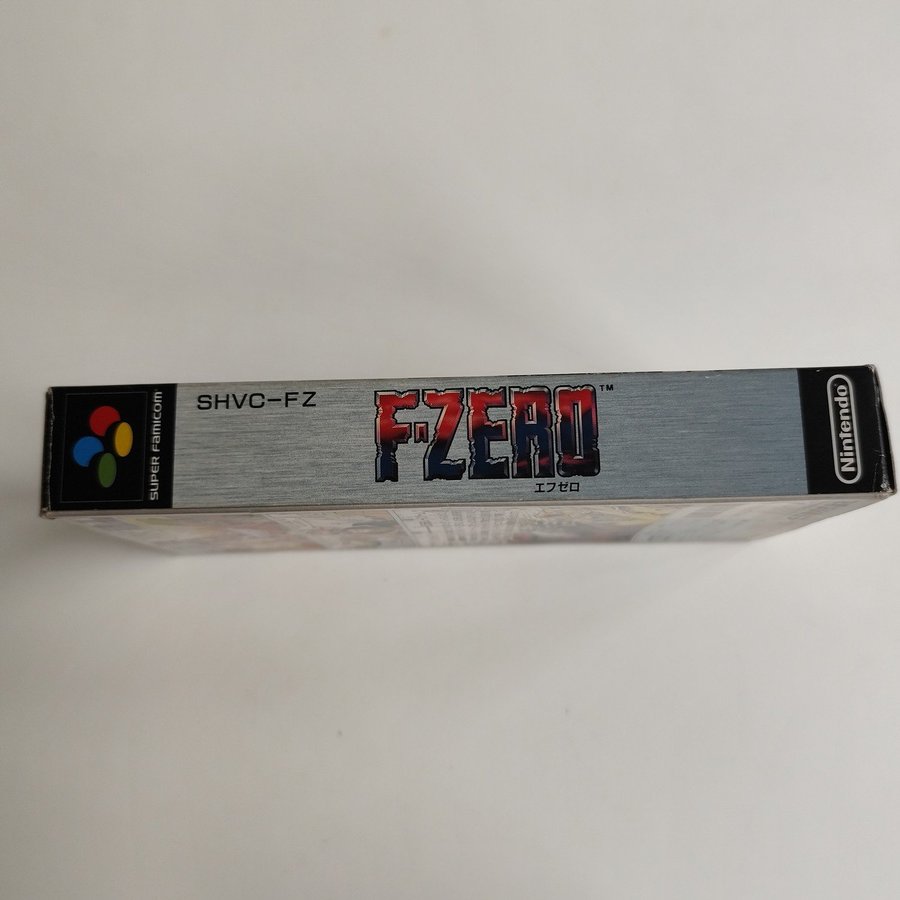 SUPER FAMICOM
SHVC-FZ
F-ZERO™
エフゼロ
Nintendo